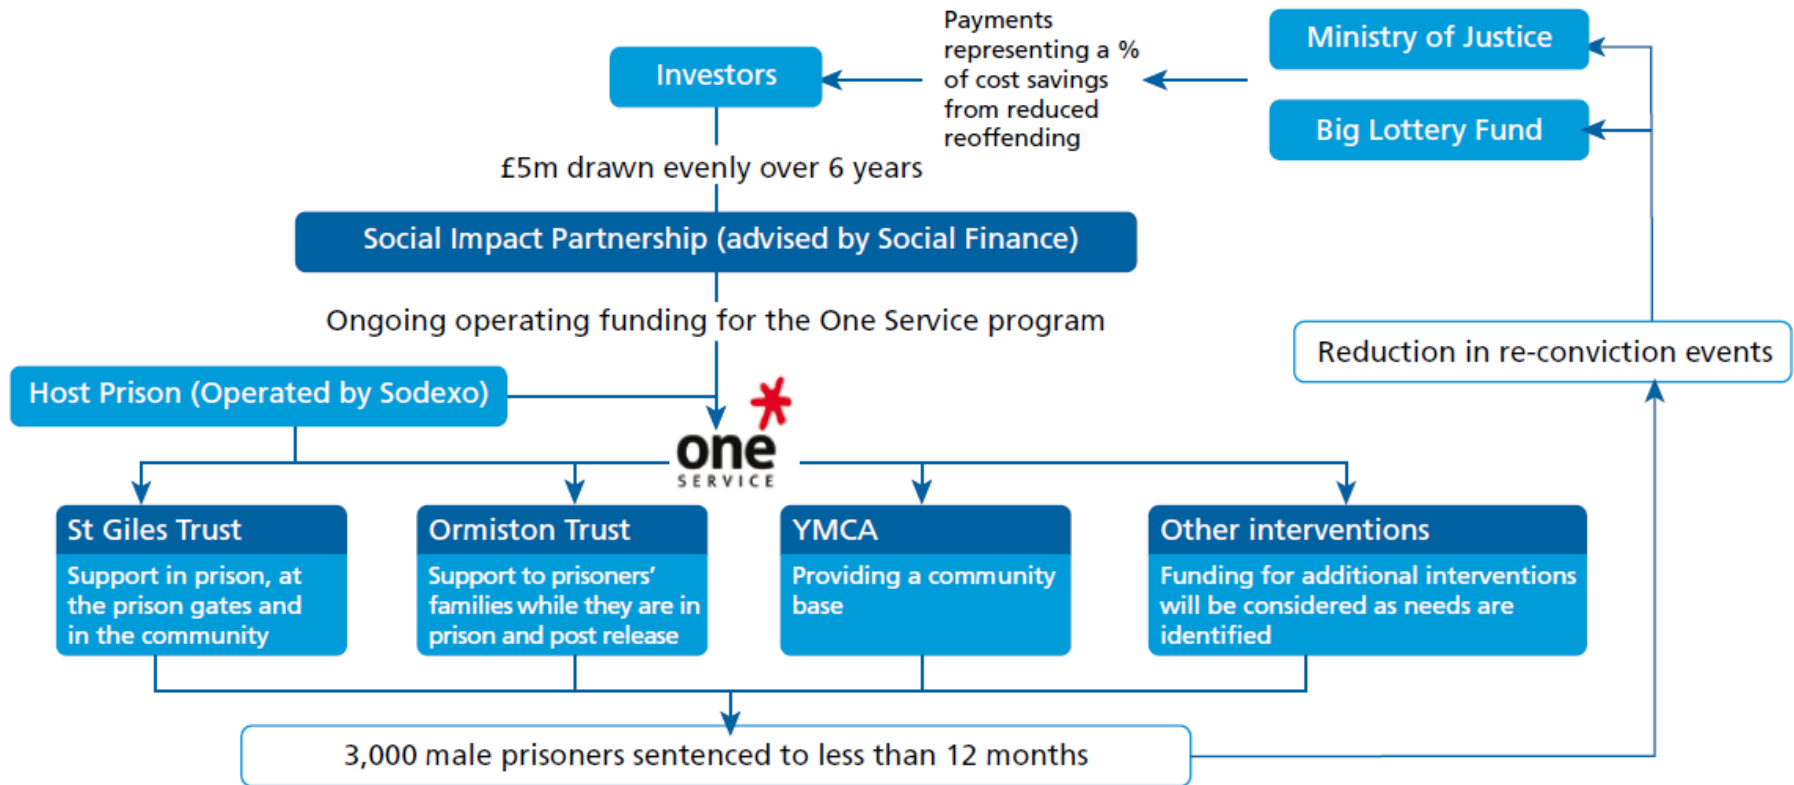 Payments
representing a %
of cost savings
from reduced
reoffending
Ministry of Justice
Investors
Big Lottery Fund
£5m drawn evenly over 6 years
Social Impact Partnership (advised by Social Finance)
Ongoing operating funding for the One Service program
Reduction in re-conviction events
Host Prison (Operated by Sodexo)
one
SERVICE
St Giles Trust
Support in prison, at
the prison gates and
in the community
Ormiston Trust
Support to prisoners’
families while they are in
prison and post release
YMCA
Providing a community
base
Other interventions
Funding for additional interventions
will be considered as needs are
identified
3,000 male prisoners sentenced to less than 12 months